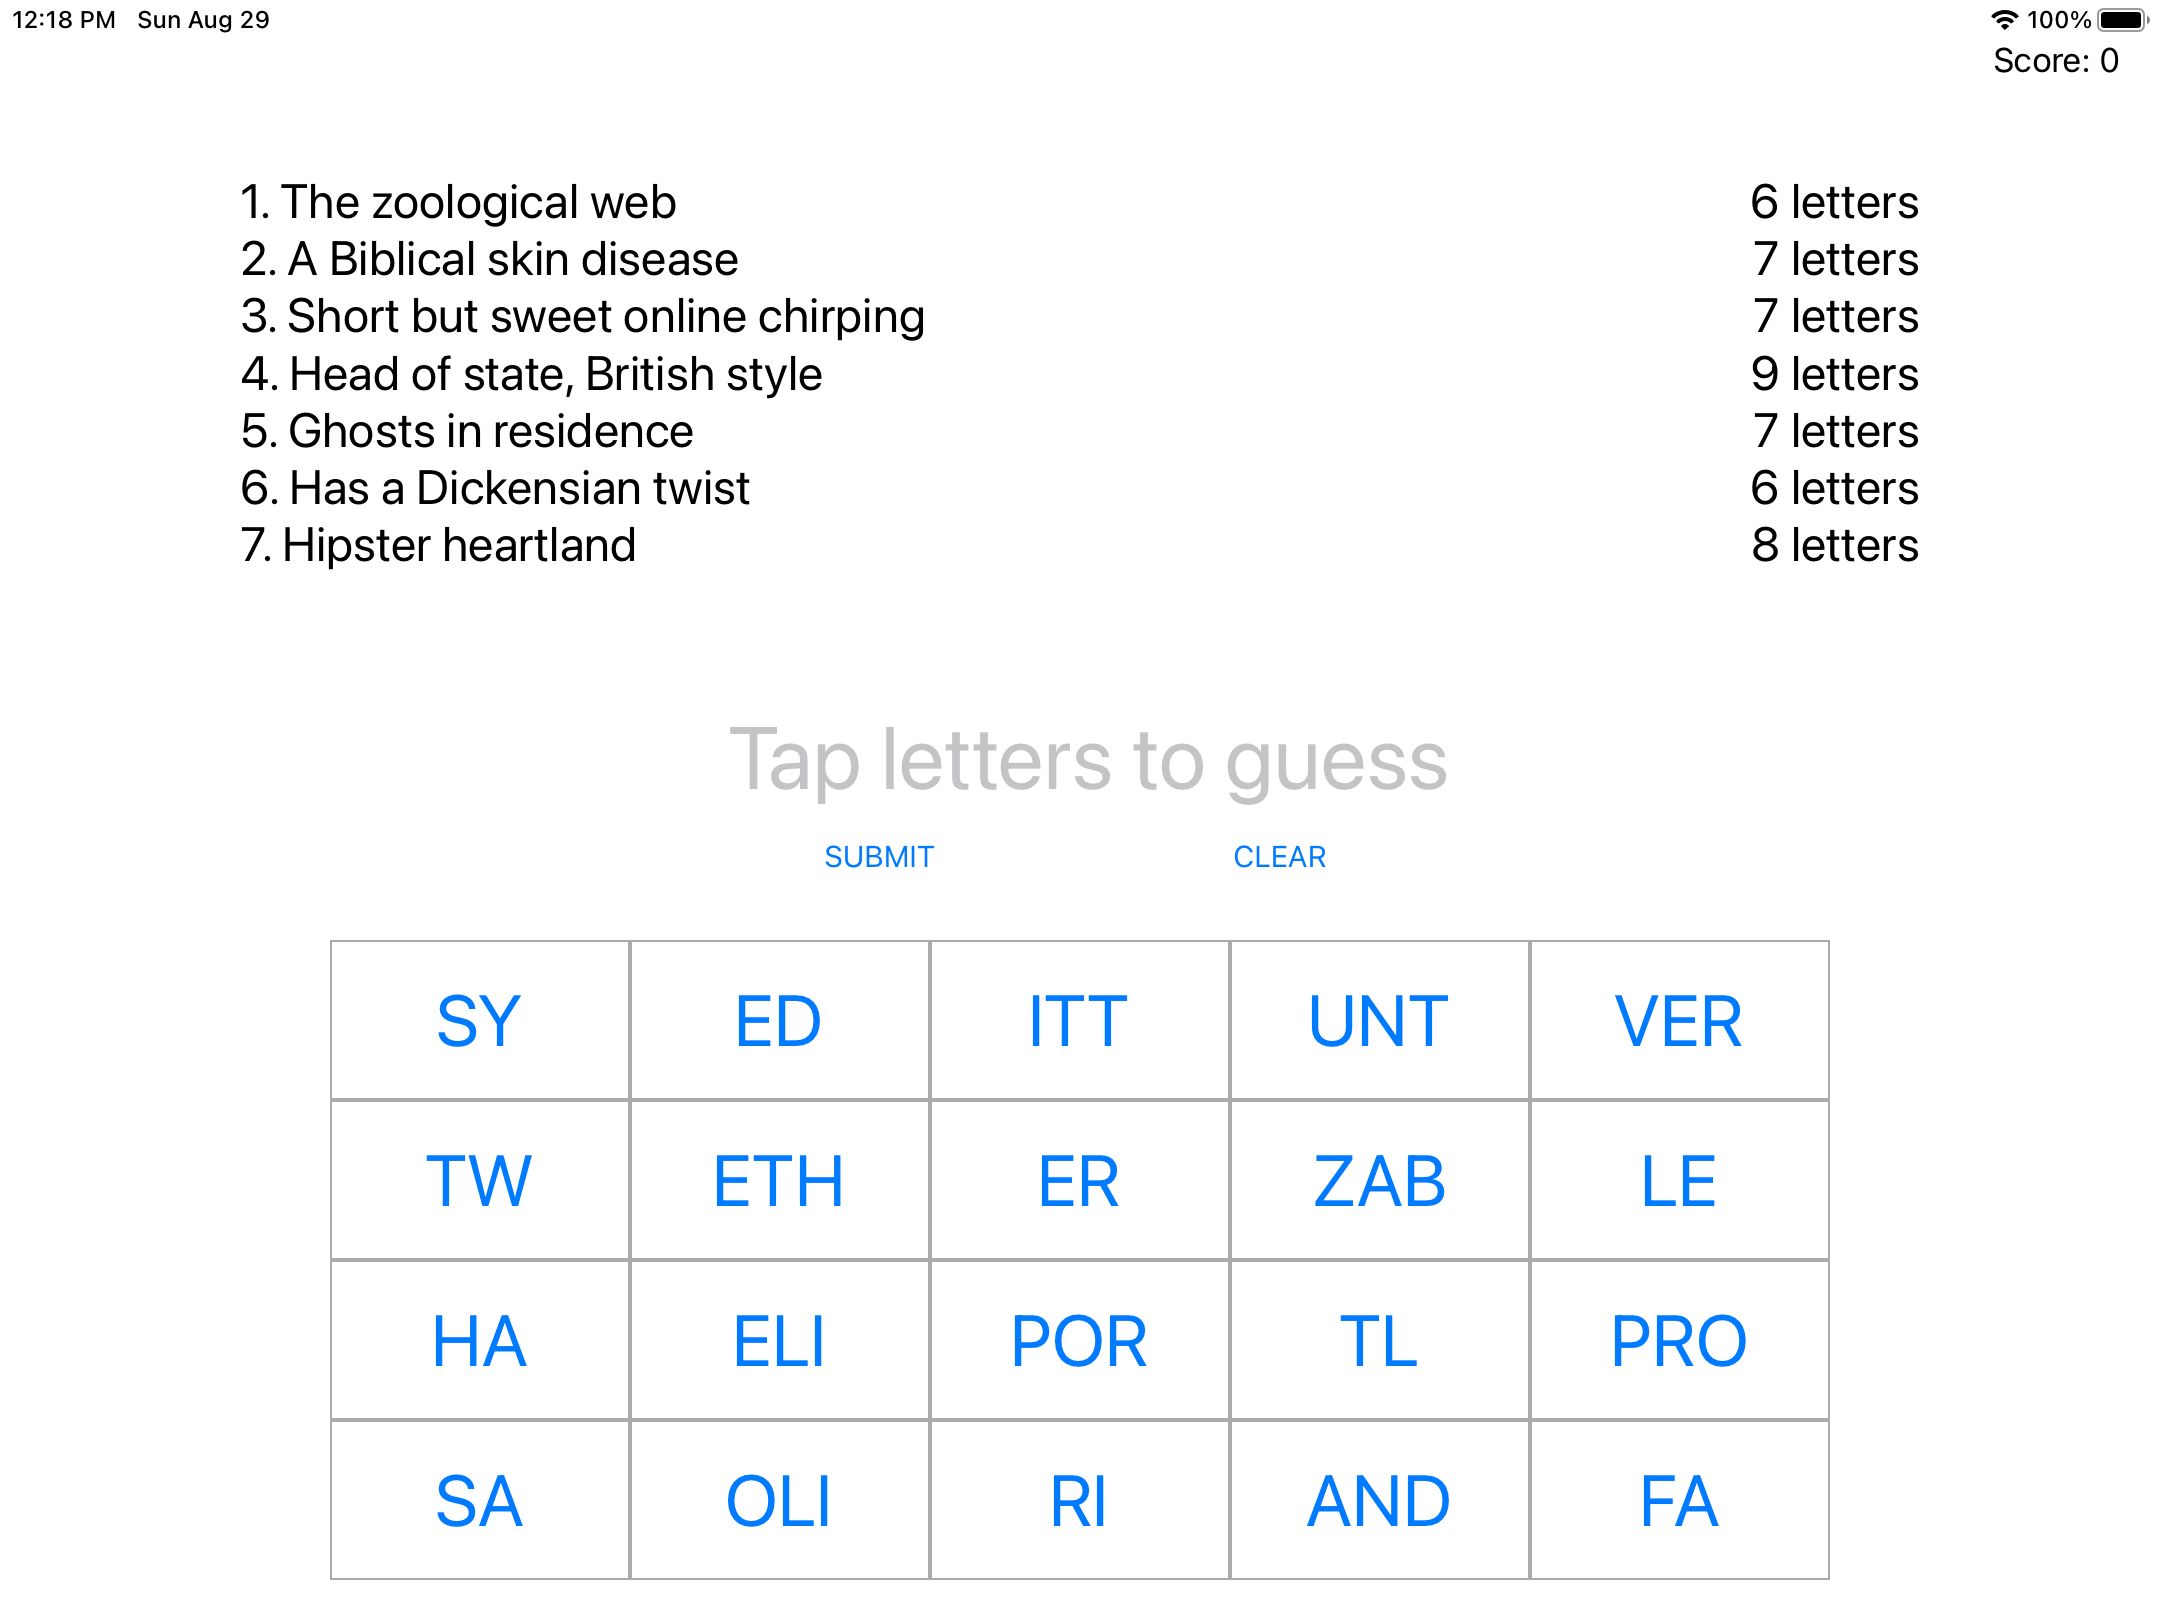 12:18 PM Sun Aug 29 100%
Score: 0
1. The zoological web 6 letters
2. A Biblical skin disease 7 letters
3. Short but sweet online chirping 7 letters
4. Head of state, British style 9 letters
5. Ghosts in residence 7 letters
6. Has a Dickensian twist 6 letters
7. Hipster heartland 8 letters
Tap letters to guess
SUBMIT CLEAR
SY ED ITT UNT VER
TW ETH ER ZAB LE
HA ELI POR TL PRO
SA OLI RI AND FA